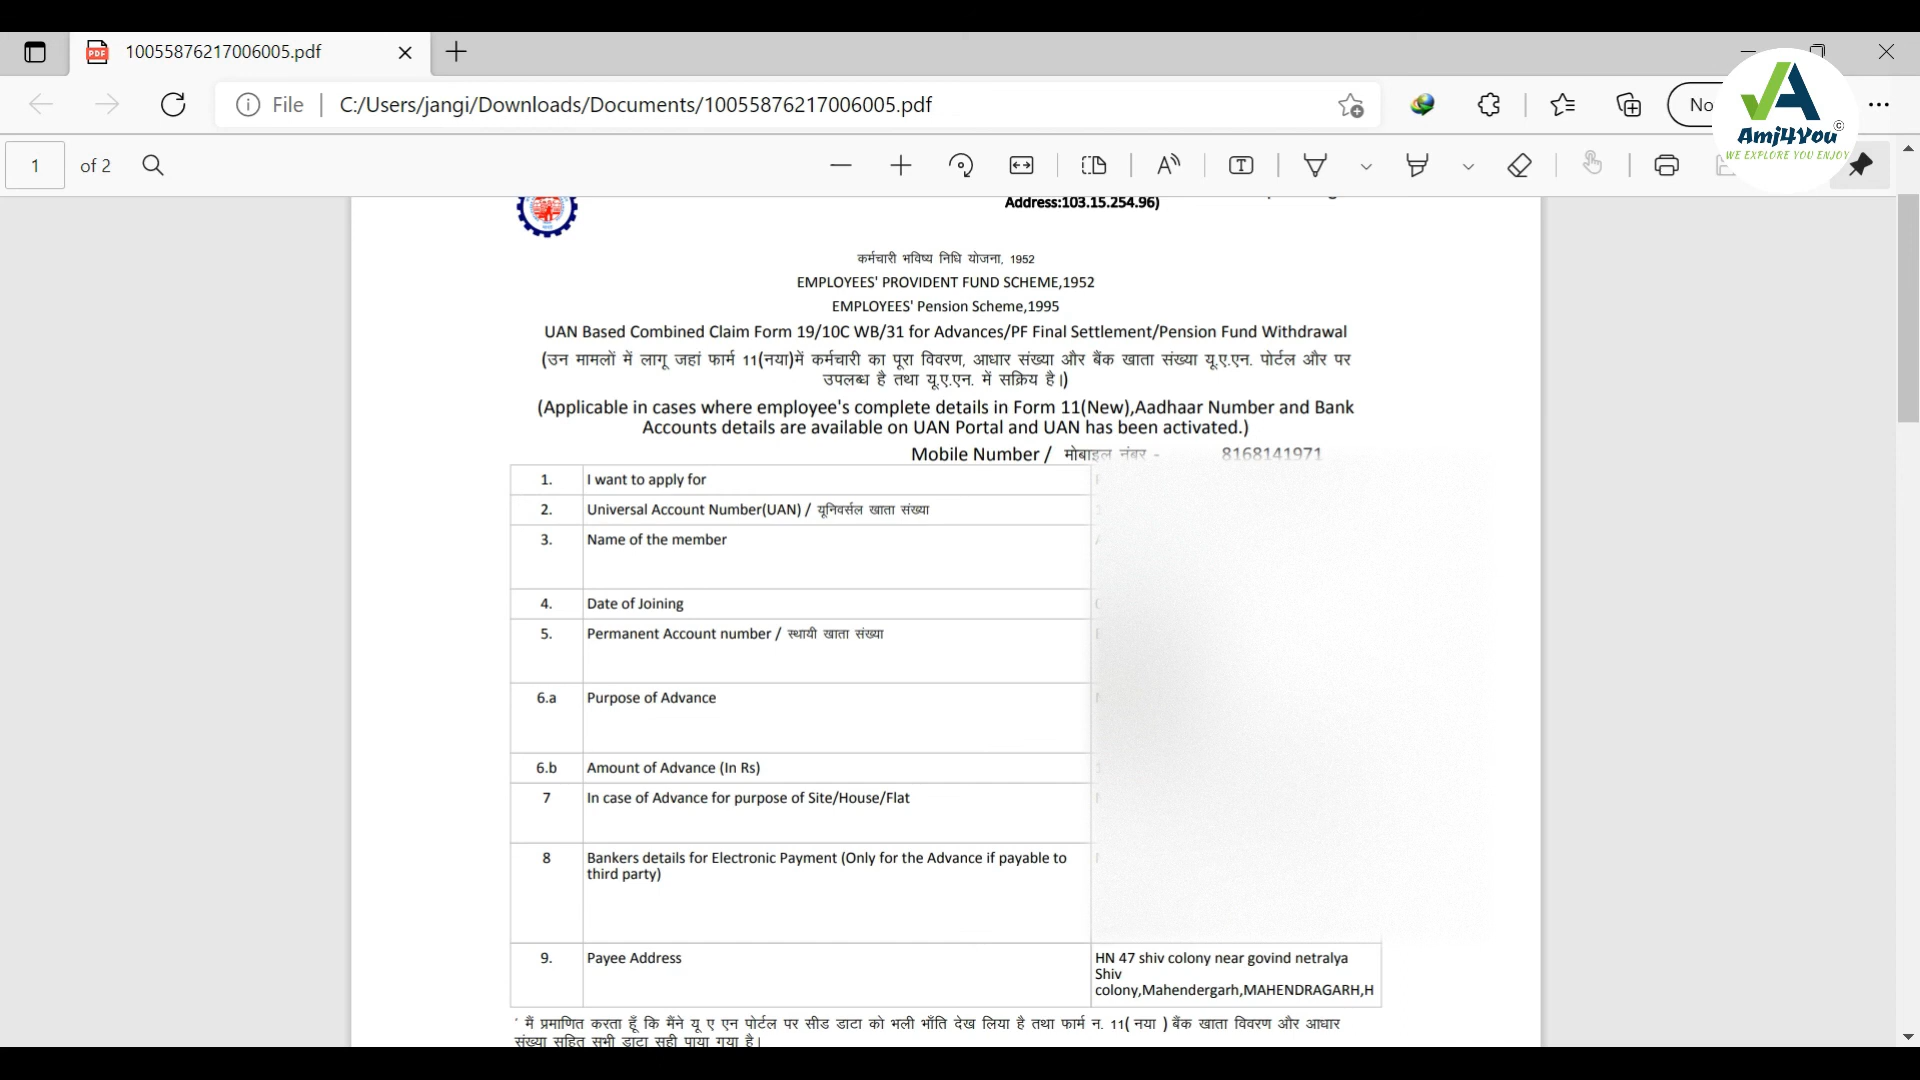 10055876217006005.pdf
File
C:/Users/jangi/Downloads/Documents/10055876217006005.pdf
No
Amj4You
©
WE EXPLORE YOU ENJOY
1 of 2
Address:103.15.254.96)
कर्मचारी भविष्य निधि योजना, 1952
EMPLOYEES' PROVIDENT FUND SCHEME,1952
EMPLOYEES' Pension Scheme,1995
UAN Based Combined Claim Form 19/10C WB/31 for Advances/PF Final Settlement/Pension Fund Withdrawal
(उन मामलों में लागू जहां फार्म 11(नया)में कर्मचारी का पूरा विवरण, आधार संख्या और बैंक खाता संख्या यू.ए.एन. पोर्टल और पर
उपलब्ध है तथा यू.ए.एन. में सक्रिय है।)
(Applicable in cases where employee's complete details in Form 11(New),Aadhaar Number and Bank
Accounts details are available on UAN Portal and UAN has been activated.)
Mobile Number / मोबाइल नंबर - 8168141971
1. I want to apply for
2. Universal Account Number(UAN) / यूनिवर्सल खाता संख्या
3. Name of the member
4. Date of Joining
5. Permanent Account number / स्थायी खाता संख्या
6.a Purpose of Advance
6.b Amount of Advance (In Rs)
7 In case of Advance for purpose of Site/House/Flat
8 Bankers details for Electronic Payment (Only for the Advance if payable to
third party)
9. Payee Address
HN 47 shiv colony near govind netralya
Shiv
colony,Mahendergarh,MAHENDRAGARH,H
' मैं प्रमाणित करता हूँ कि मैंने यू ए एन पोर्टल पर सीड डाटा को भली भाँति देख लिया है तथा फार्म न. 11( नया ) बैंक खाता विवरण और आधार
संख्या सहित सभी डाटा सही पाया गया है।